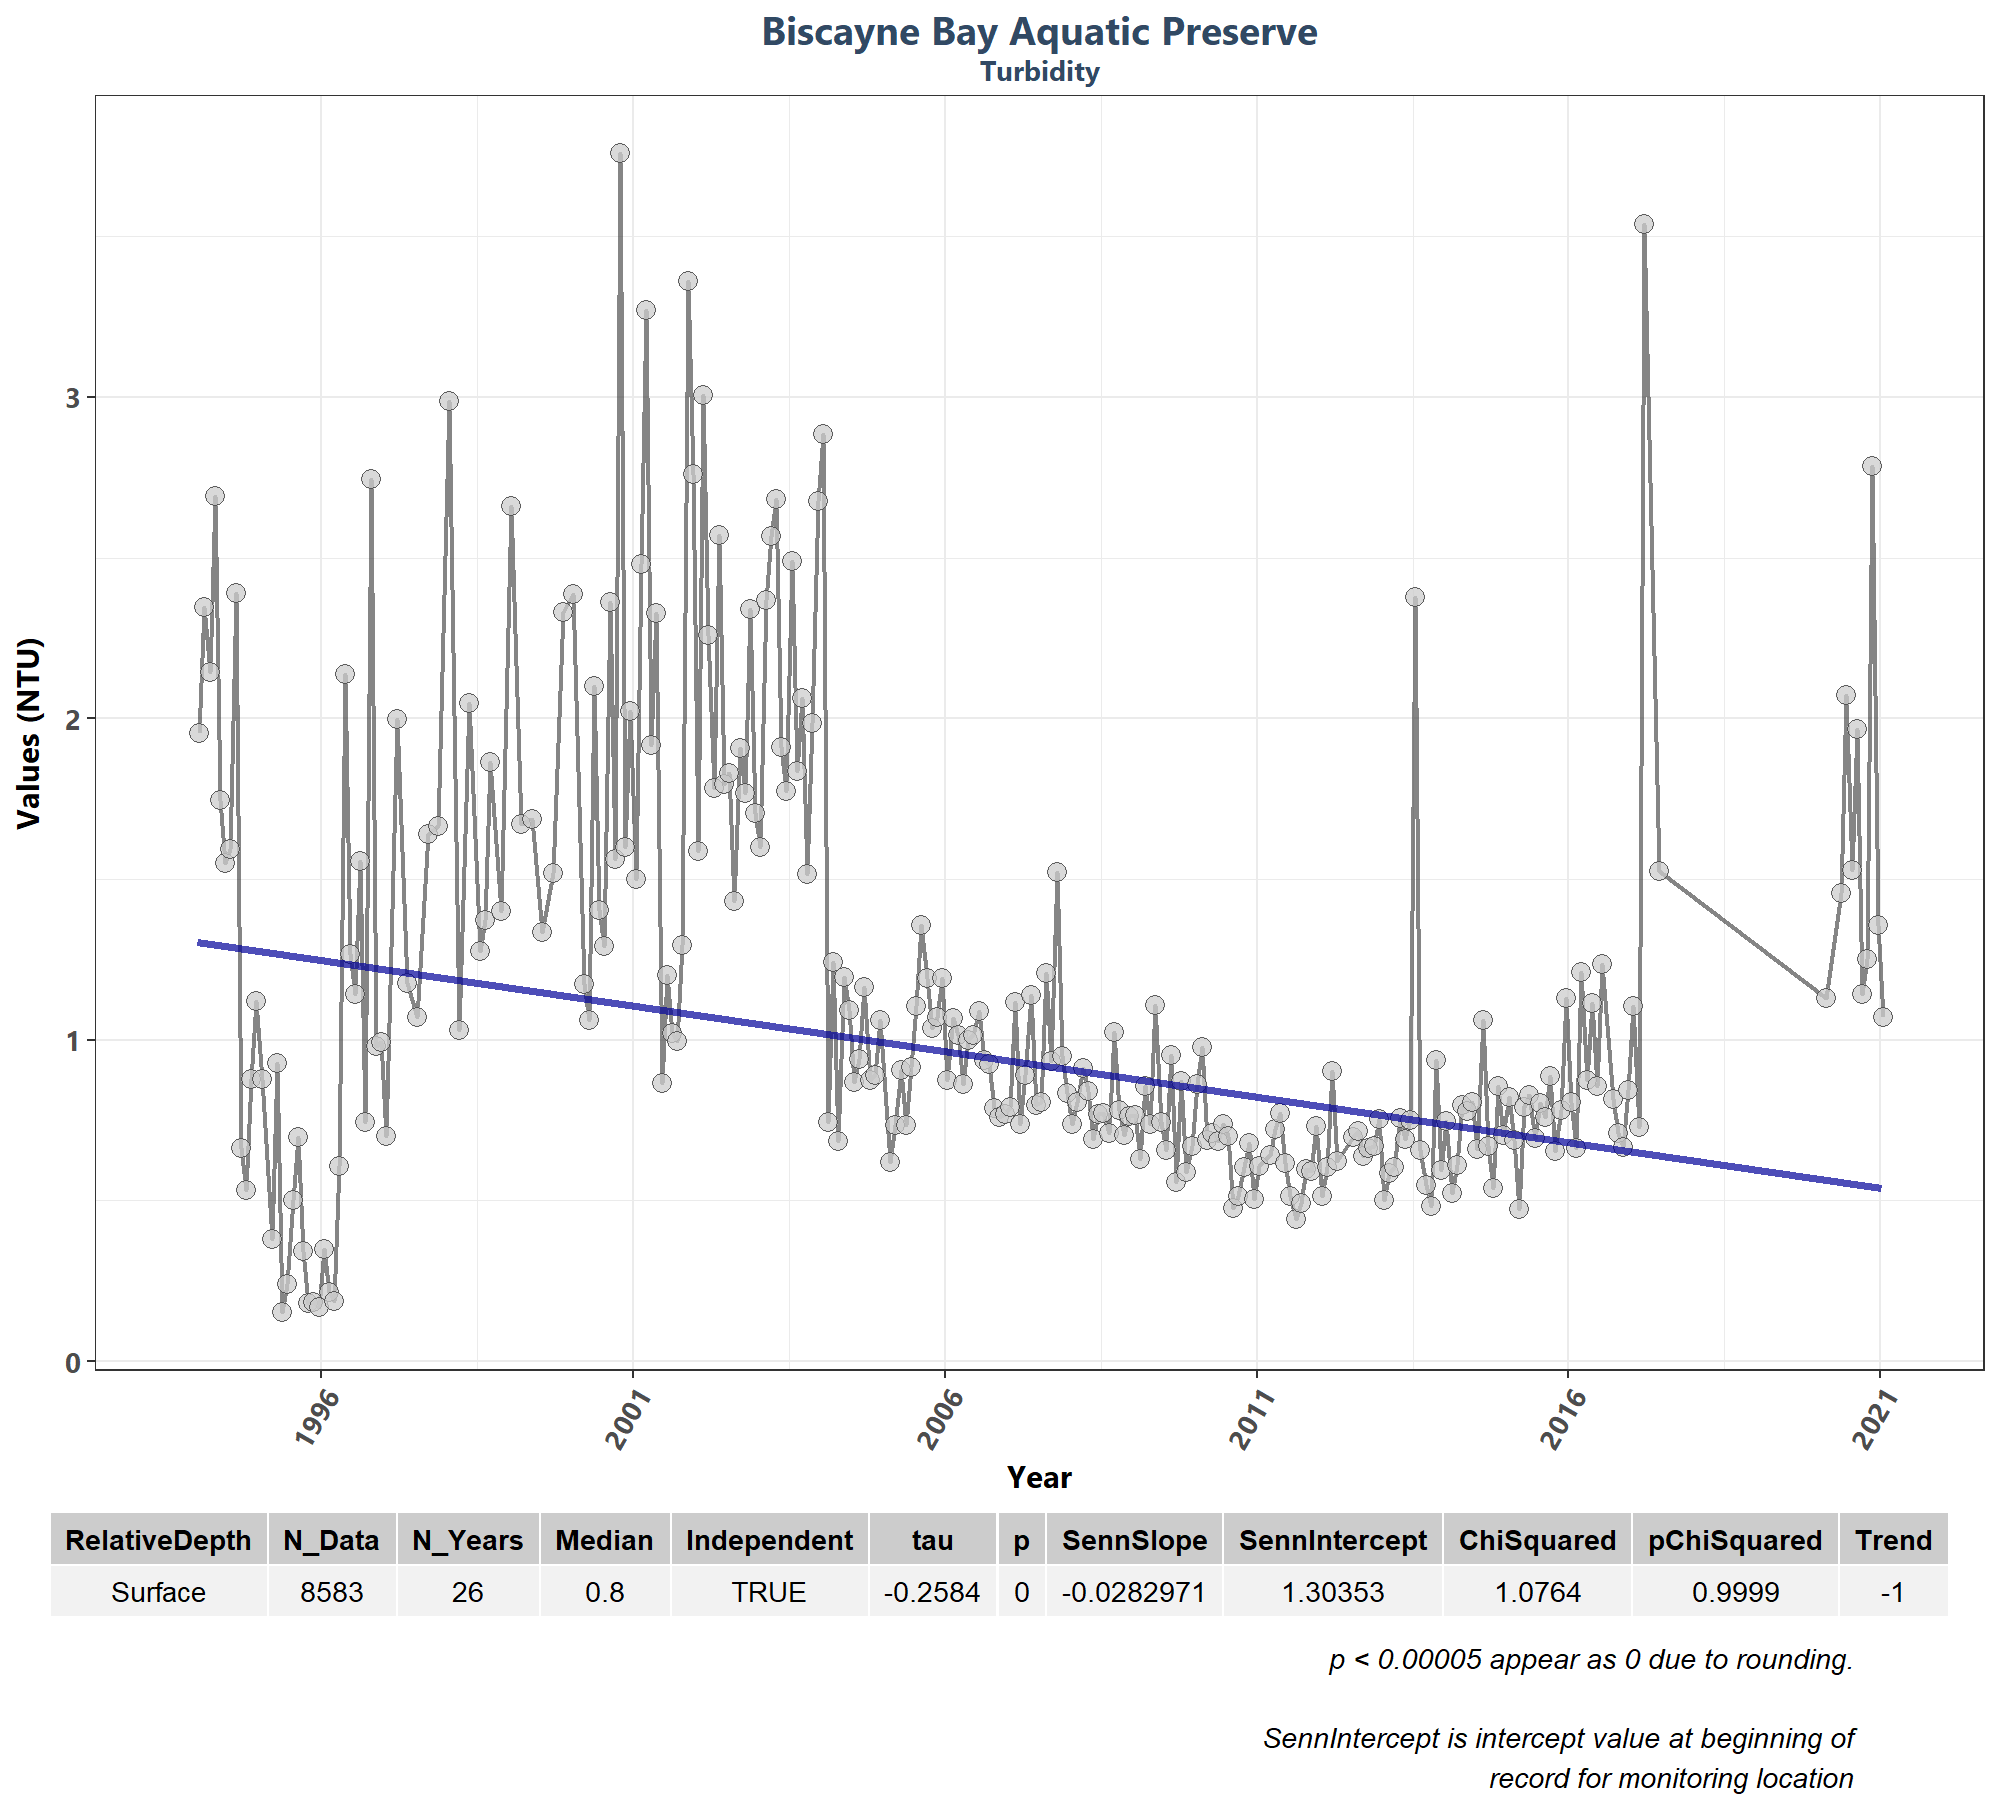 Biscayne Bay Aquatic Preserve
Turbidity
Values (NTU)
3
2
1
0
1996 2001 2006 2011 2016 2021
Year
RelativeDepth N_Data N_Years Median Independent tau p SennSlope SennIntercept ChiSquared pChiSquared Trend
Surface 8583 26 0.8 TRUE -0.2584 0 -0.0282971 1.30353 1.0764 0.9999 -1
p < 0.00005 appear as 0 due to rounding.
SennIntercept is intercept value at beginning of
record for monitoring location